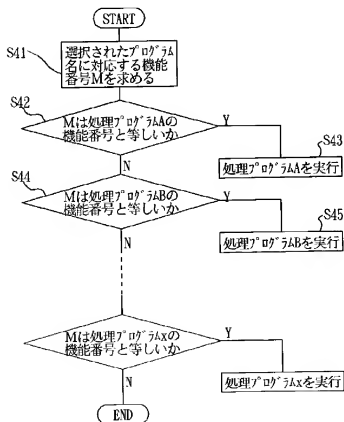 START
S41
選択されたプログラム
名に対応する機能
番号Mを求める
S42
Mは処理プログラムAの
機能番号と等しいか
Y
S43
処理プログラムAを実行
N
S44
Mは処理プログラムBの
機能番号と等しいか
Y
S45
処理プログラムBを実行
N
Mは処理プログラムxの
機能番号と等しいか
Y
処理プログラムxを実行
N
END